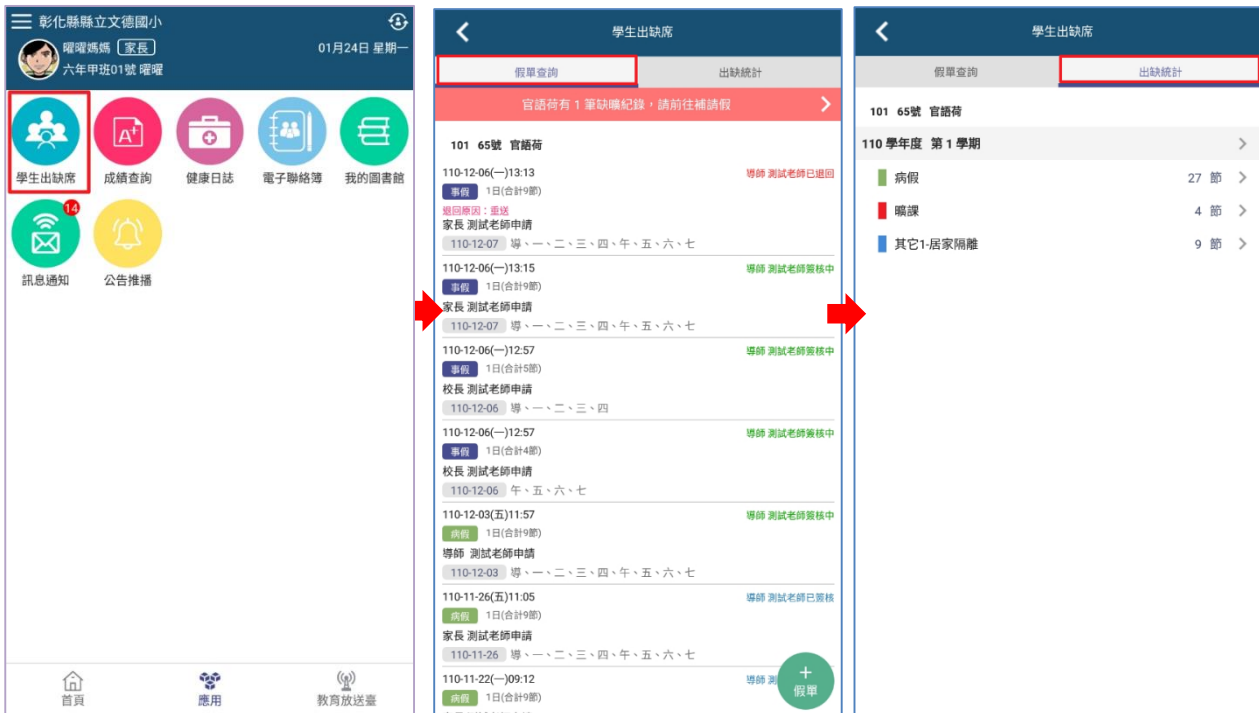 彰化縣縣立文德國小
曜曜媽媽 家長 01月24日 星期一
六年甲班01號 曜曜
學生出缺席 成績查詢 健康日誌 電子聯絡簿 我的圖書館
14
訊息通知 公告推播
首頁 應用 教育放送臺
學生出缺席
假單查詢 出缺統計
官語荷有 1 筆缺曠紀錄，請前往補請假
101 65號 官語荷
110-12-06(一)13:13 導師 測試老師已退回
事假 1日(合計9節)
退回原因：重送
家長 測試老師申請
110-12-07 導、一、二、三、四、午、五、六、七
110-12-06(一)13:15 導師 測試老師簽核中
事假 1日(合計9節)
家長 測試老師申請
110-12-07 導、一、二、三、四、午、五、六、七
110-12-06(一)12:57 導師 測試老師簽核中
事假 1日(合計5節)
校長 測試老師申請
110-12-06 導、一、二、三、四
110-12-06(一)12:57 導師 測試老師簽核中
事假 1日(合計4節)
校長 測試老師申請
110-12-06 午、五、六、七
110-12-03(五)11:57 導師 測試老師簽核中
病假 1日(合計9節)
導師 測試老師申請
110-12-03 導、一、二、三、四、午、五、六、七
110-11-26(五)11:05 導師 測試老師已簽核
病假 1日(合計9節)
家長 測試老師申請
110-11-26 導、一、二、三、四、午、五、六、七
110-11-22(一)09:12 導師 測
病假 1日(合計9節)
+
假單
學生出缺席
假單查詢 出缺統計
101 65號 官語荷
110 學年度 第 1 學期
病假 27 節
曠課 4 節
其它1-居家隔離 9 節